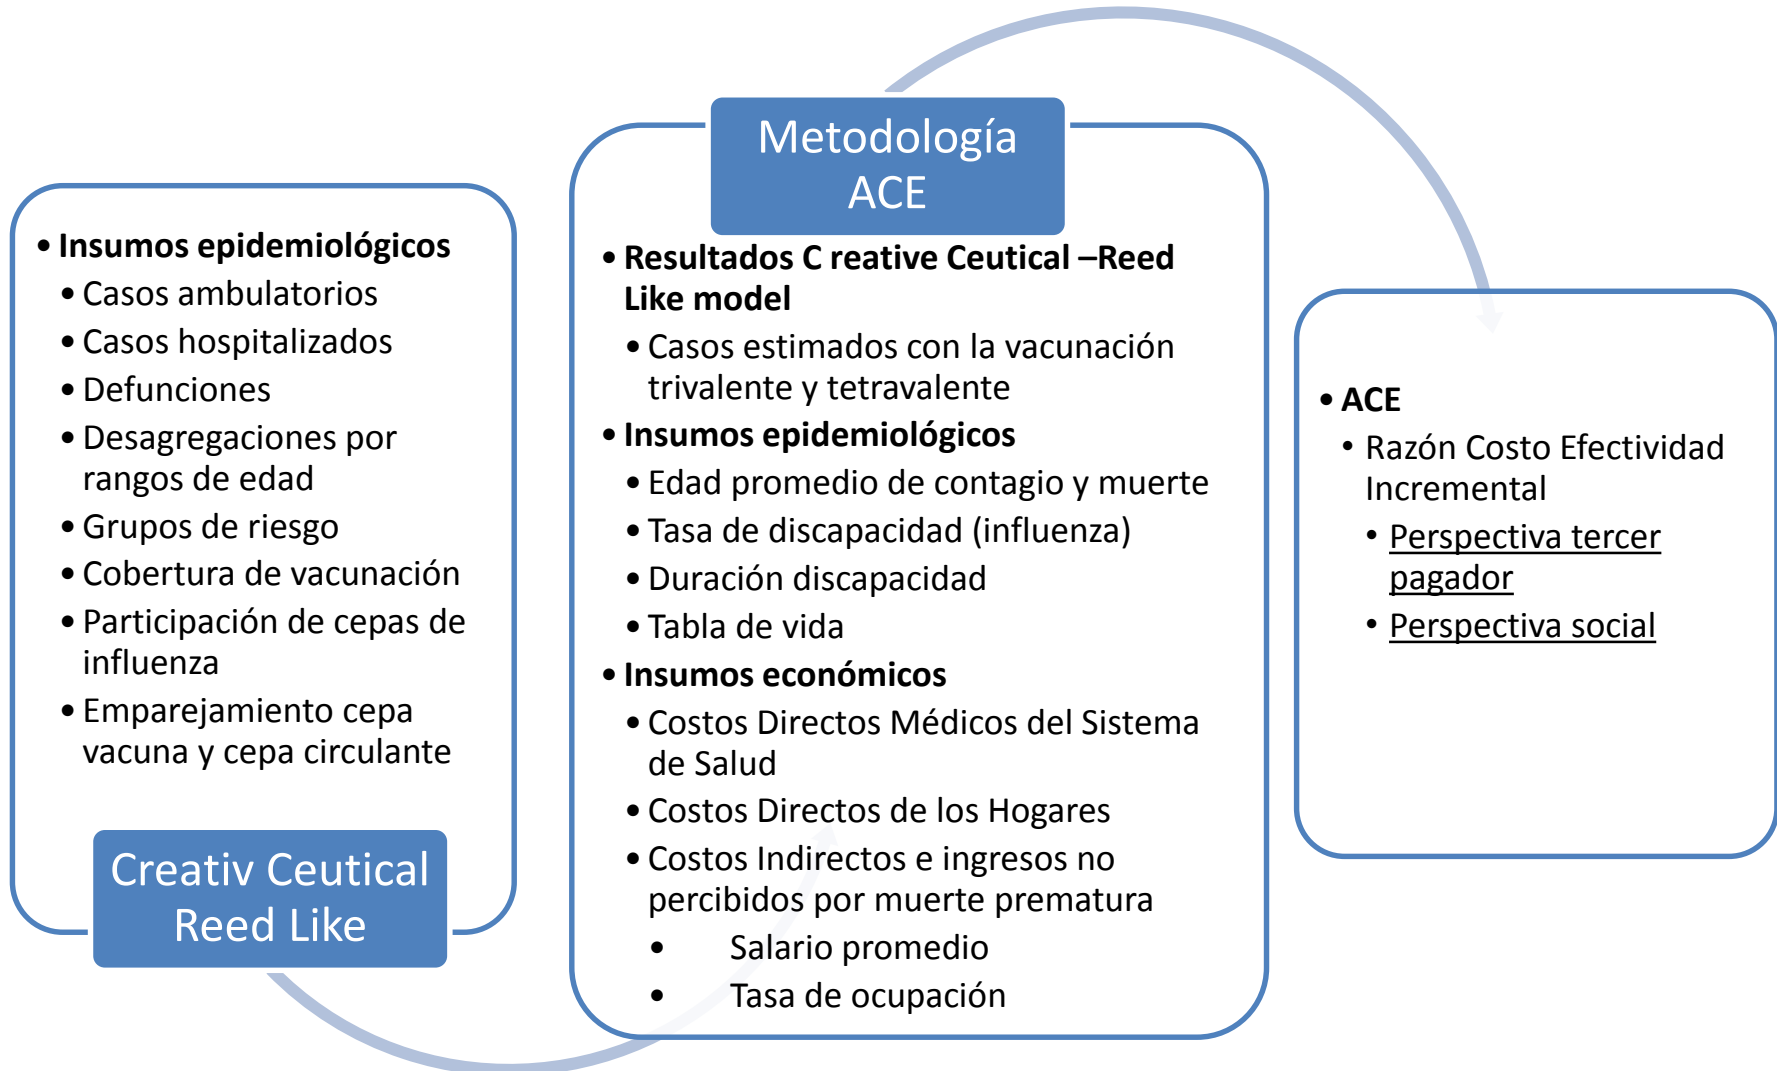 • Insumos epidemiológicos
• Casos ambulatorios
• Casos hospitalizados
• Defunciones
• Desagregaciones por
rangos de edad
• Grupos de riesgo
• Cobertura de vacunación
• Participación de cepas de
influenza
• Emparejamiento cepa
vacuna y cepa circulante
Creativ Ceutical
Reed Like
Metodología
ACE
• Resultados C reative Ceutical –Reed
Like model
• Casos estimados con la vacunación
trivalente y tetravalente
• Insumos epidemiológicos
• Edad promedio de contagio y muerte
• Tasa de discapacidad (influenza)
• Duración discapacidad
• Tabla de vida
• Insumos económicos
• Costos Directos Médicos del Sistema
de Salud
• Costos Directos de los Hogares
• Costos Indirectos e ingresos no
percibidos por muerte prematura
• Salario promedio
• Tasa de ocupación
• ACE
• Razón Costo Efectividad
Incremental
• Perspectiva tercer
pagador
• Perspectiva social